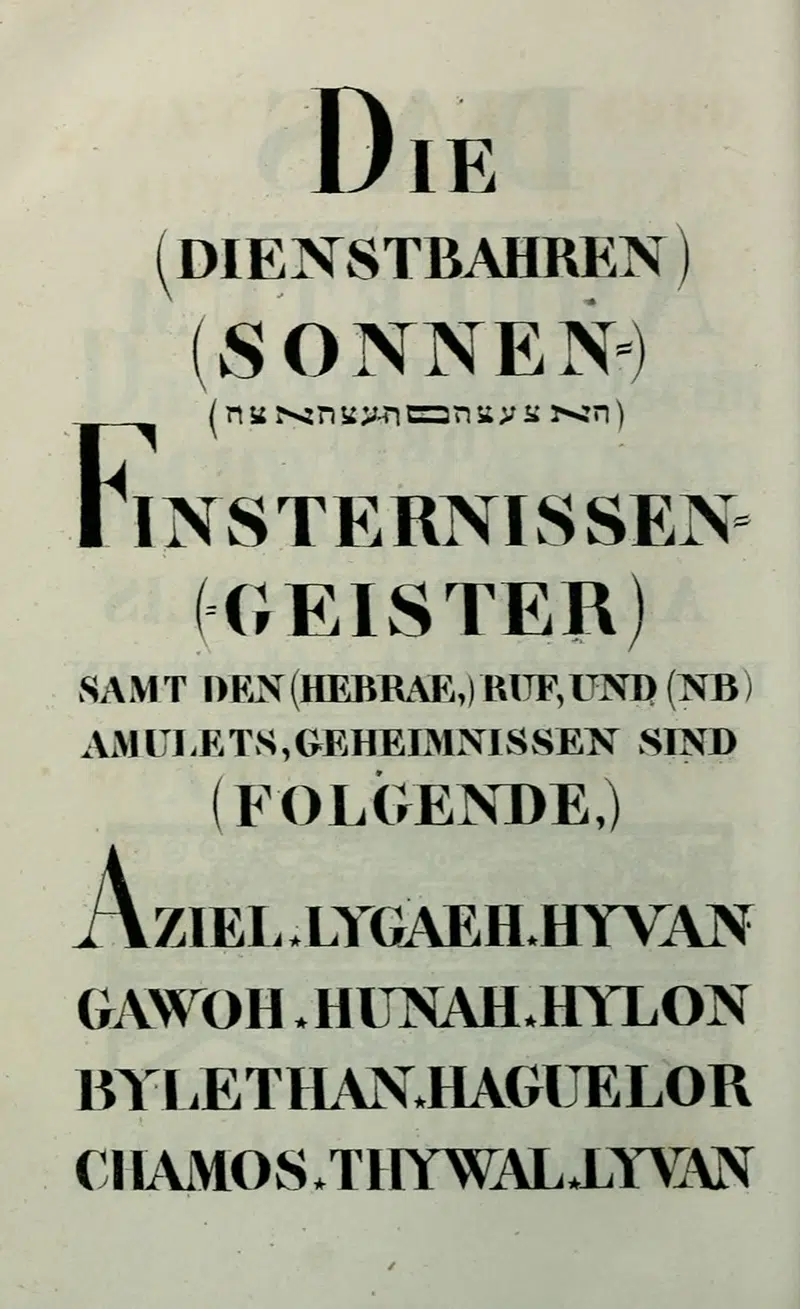 DIE
(DIENSTBAHREN)
(SONNEN=)
FINSTERNISSEN=
(=GEISTER)
SAMT DEN (HEBRAE,) RUF, UND (NB)
AMULETS, GEHEIMNISSEN SIND
(FOLGENDE,)
AZIEL.LYGAEH.HYVAN
GAWOH.HUNAH.HYLON
BYLETHAN.HAGUELOR
CHAMOS.THYWAL.LYVAN